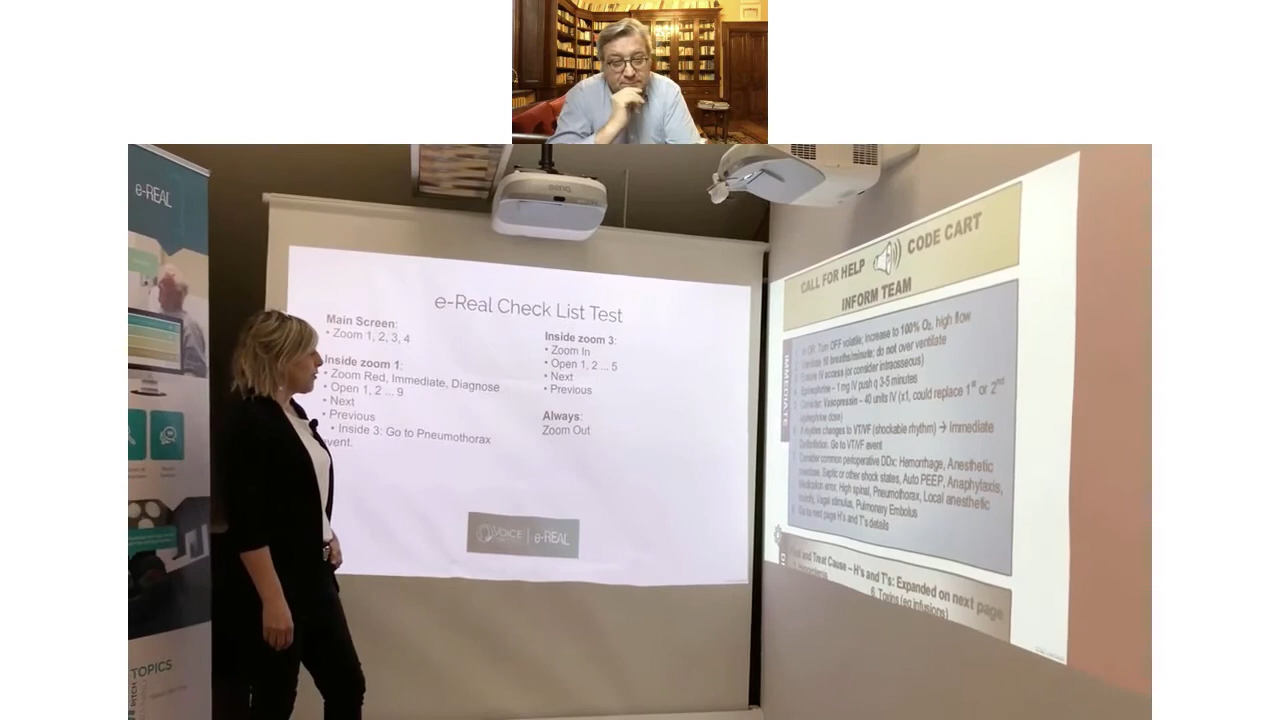 e-REAL
BenQ
e-Real Check List Test
Main Screen:
• Zoom 1, 2, 3, 4
Inside zoom 1:
• Zoom Red, Immediate, Diagnose
• Open 1, 2 ... 9
• Next
• Previous
• Inside 3: Go to Pneumothorax
vent.
Inside zoom 3:
• Zoom In
• Open 1, 2 ... 5
• Next
• Previous
Always:
Zoom Out
VOICE | e-REAL
CALL FOR HELP CODE CART
INFORM TEAM
IMMEDIATE
In OR: Turn OFF volatile; Increase to 100% O₂, high flow
10 breaths/minute; do not over ventilate
Ensure IV access (or consider intraosseous)
Epinephrine – 1 mg IV push q 3-5 minutes
Consider Vasopressin – 40 units IV (x1, could replace 1st or 2nd
epinephrine dose)
If rhythm changes to VT/VF (shockable rhythm) → Immediate
Defibrillation. Go to VT/VF event
Consider common perioperative DDx: Hemorrhage, Anesthetic
overdose, Septic or other shock states, Auto PEEP, Anaphylaxis,
Medication error, High spinal, Pneumothorax, Local anesthetic
toxicity, Vagal stimulus, Pulmonary Embolus
Go to next page H's and T's details
Find and Treat Cause – H's and T's: Expanded on next page
6. Toxins (eg infusions)
TOPICS